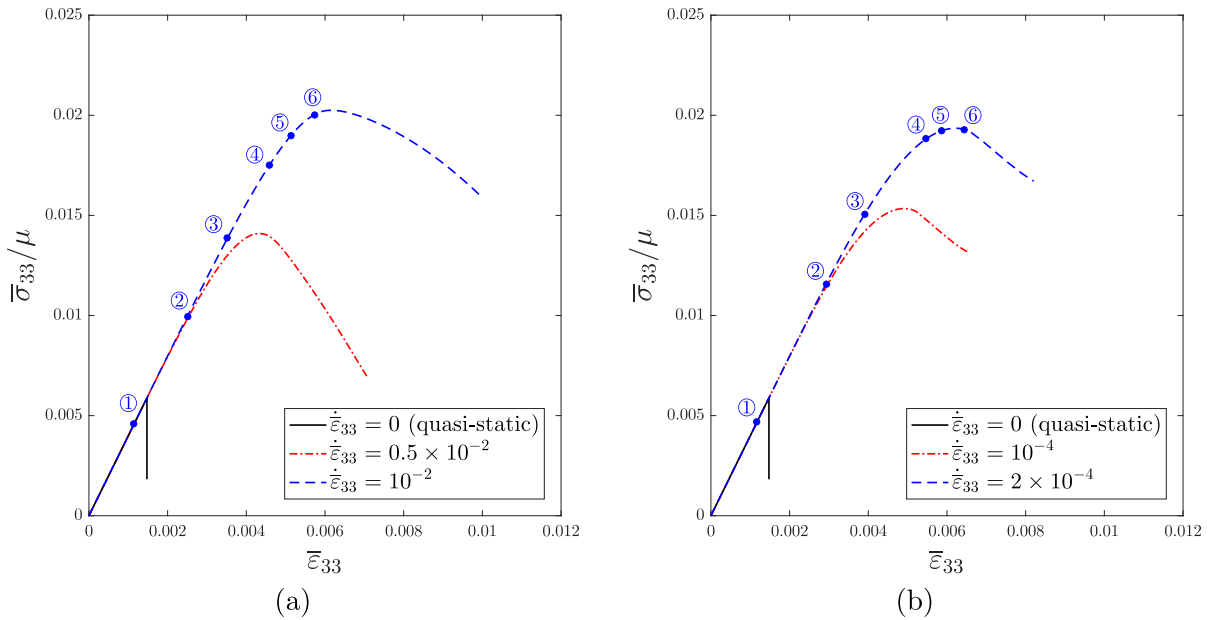 0.025
0.02
0.015
0.01
0.005
0
σ̅₃₃/μ
① ② ③ ④ ⑤ ⑥
ε̅̇₃₃ = 0 (quasi-static)
ε̅̇₃₃ = 0.5 × 10⁻²
ε̅̇₃₃ = 10⁻²
0 0.002 0.004 0.006 0.008 0.01 0.012
ε̅₃₃
(a)
0.025
0.02
0.015
0.01
0.005
0
σ̅₃₃/μ
① ② ③ ④ ⑤ ⑥
ε̅̇₃₃ = 0 (quasi-static)
ε̅̇₃₃ = 10⁻⁴
ε̅̇₃₃ = 2 × 10⁻⁴
0 0.002 0.004 0.006 0.008 0.01 0.012
ε̅₃₃
(b)